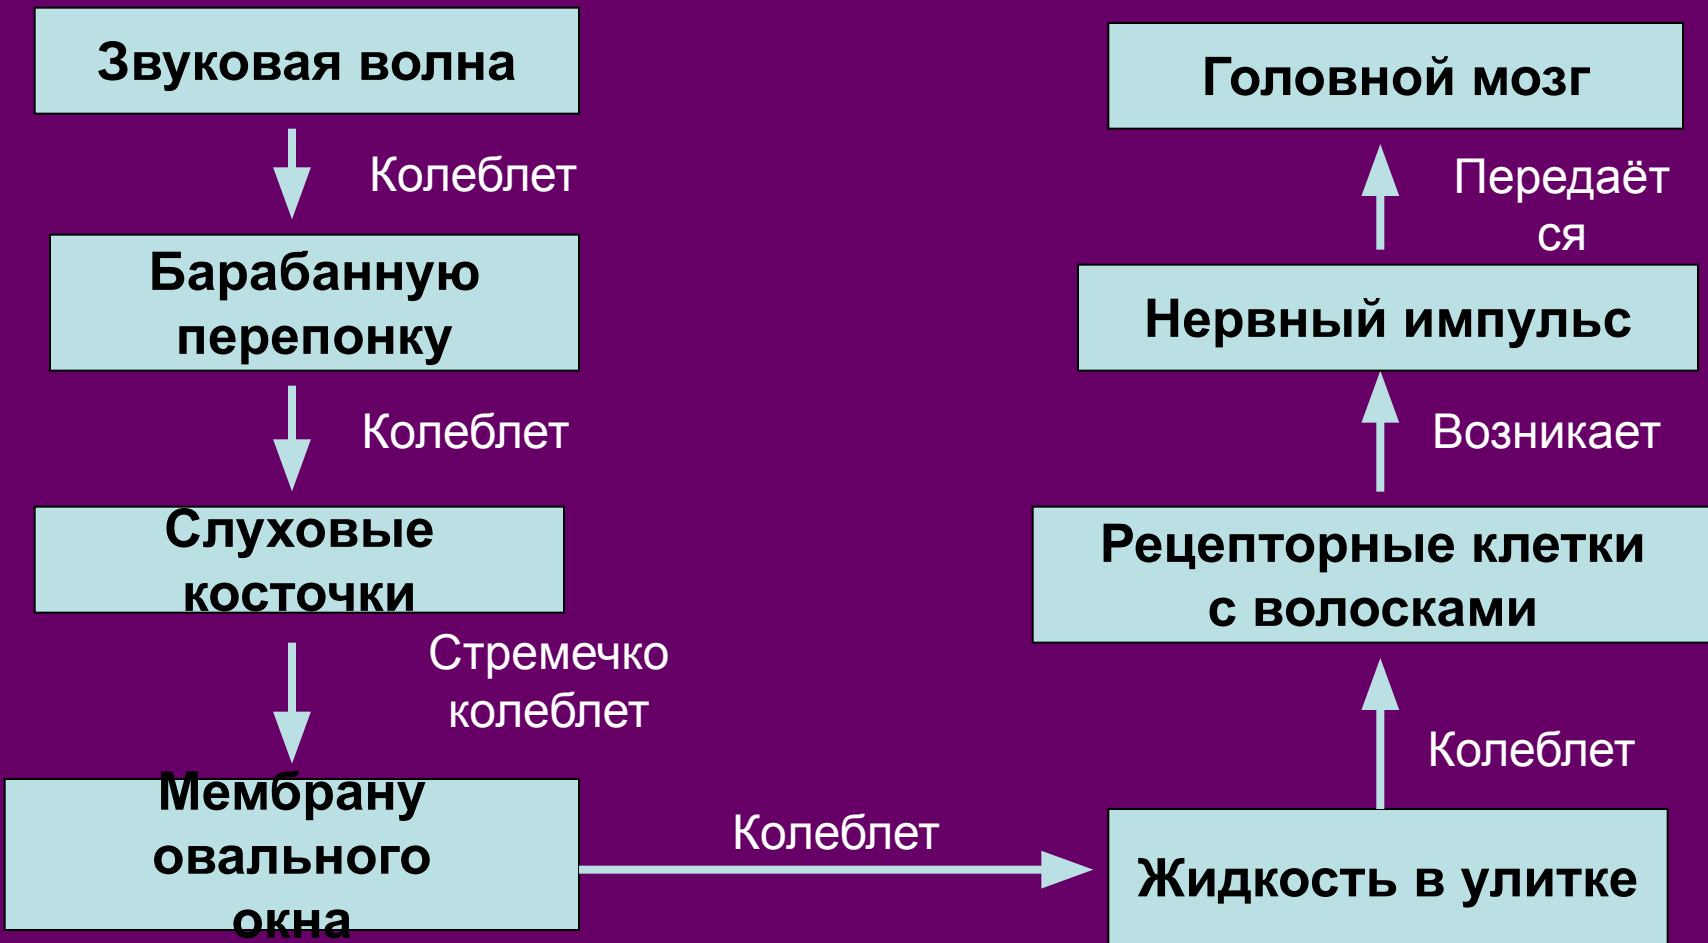 Звуковая волна
Колеблет
Барабанную
перепонку
Колеблет
Слуховые
косточки
Стремечко
колеблет
Мембрану
овального
окна
Колеблет
Жидкость в улитке
Колеблет
Рецепторные клетки
с волосками
Возникает
Нервный импульс
Передаёт
ся
Головной мозг